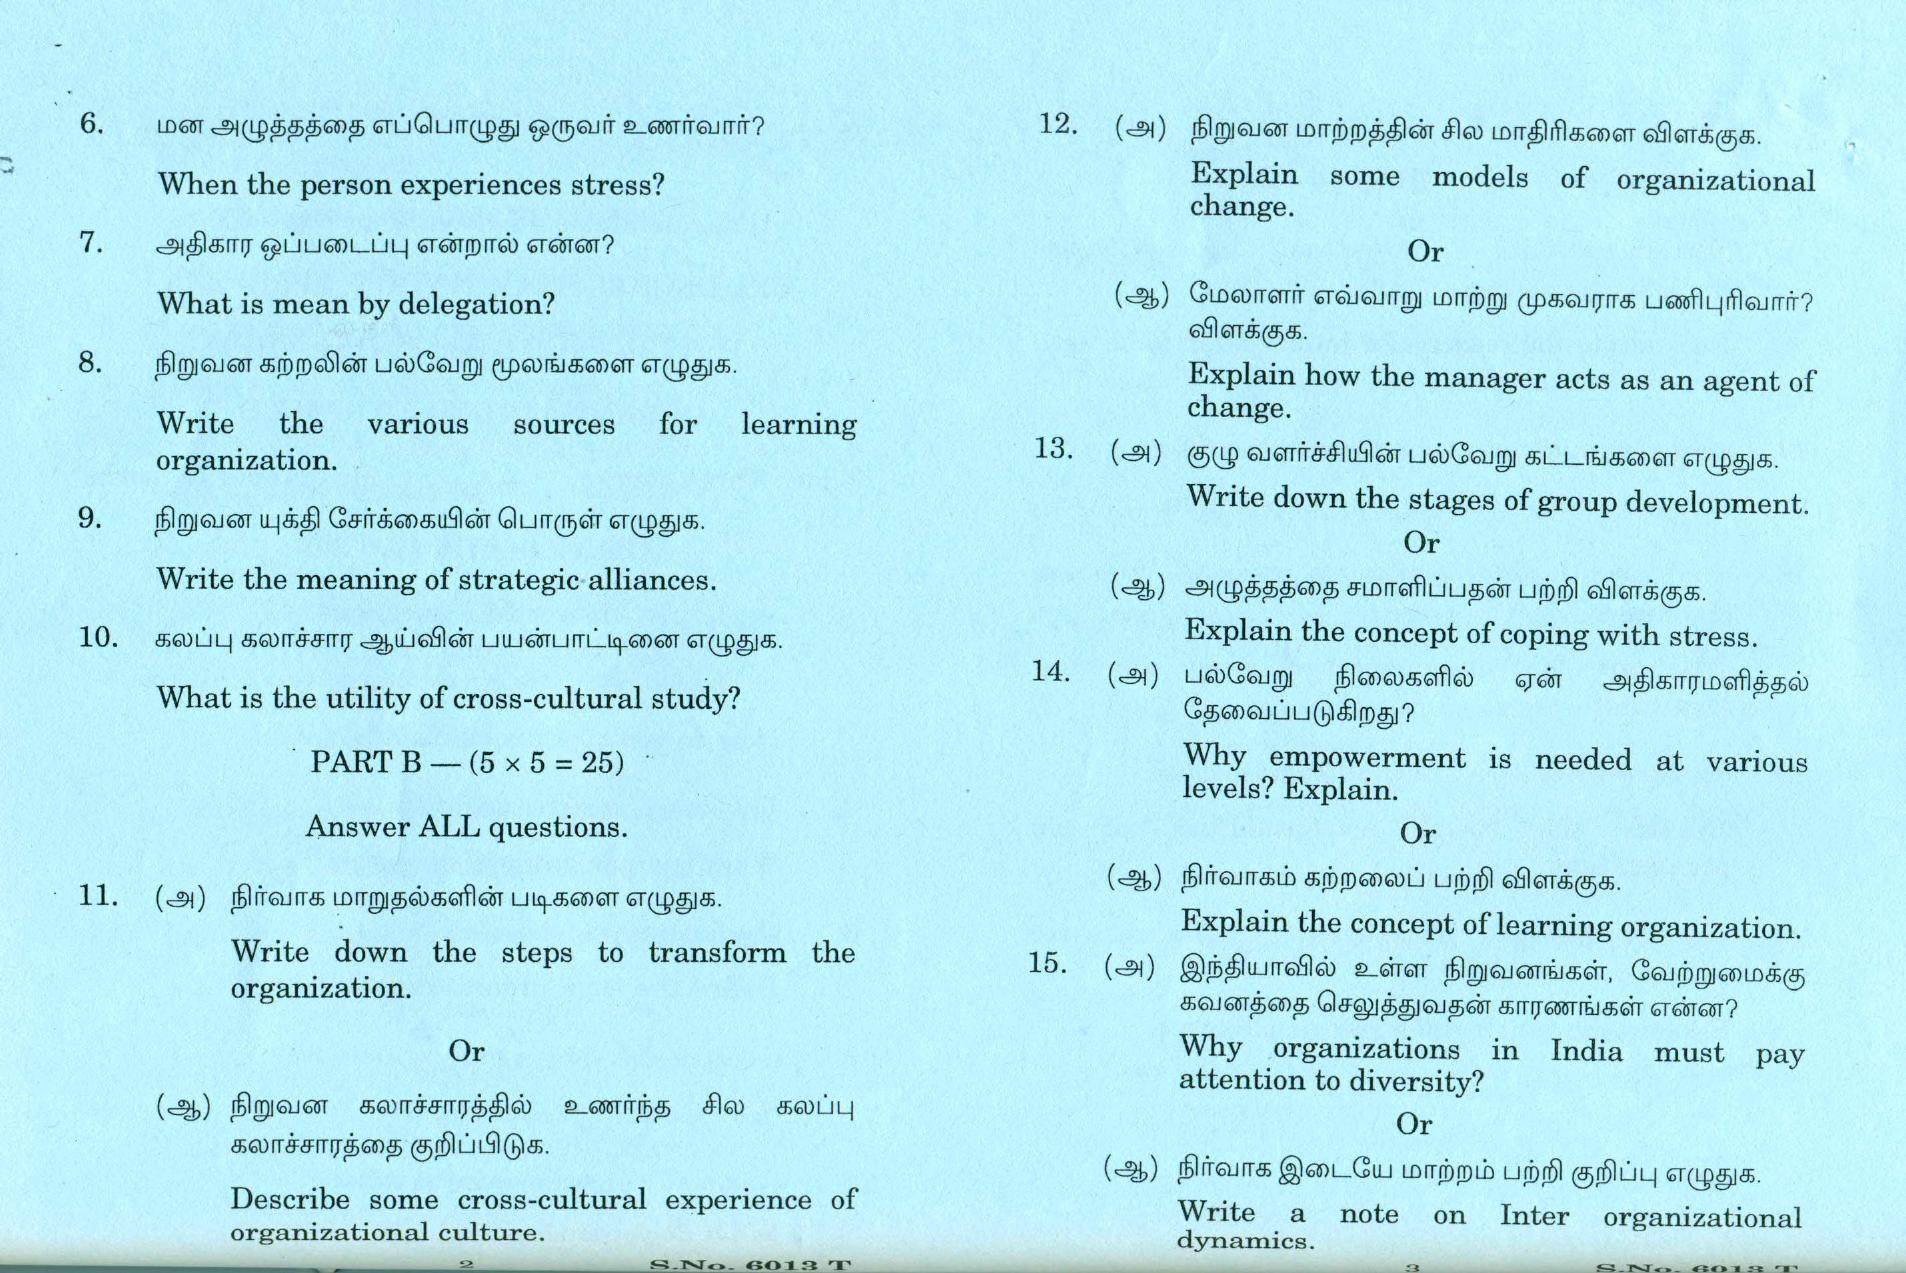 6. மன அழுத்தத்தை எப்பொழுது ஒருவர் உணர்வார்?
When the person experiences stress?
7. அதிகார ஒப்படைப்பு என்றால் என்ன?
What is mean by delegation?
8. நிறுவன கற்றலின் பல்வேறு மூலங்களை எழுதுக.
Write the various sources for learning
organization.
9. நிறுவன யுக்தி சேர்க்கையின் பொருள் எழுதுக.
Write the meaning of strategic alliances.
10. கலப்பு கலாச்சார ஆய்வின் பயன்பாட்டினை எழுதுக.
What is the utility of cross-cultural study?
PART B — (5 × 5 = 25)
Answer ALL questions.
11. (அ) நிர்வாக மாறுதல்களின் படிகளை எழுதுக.
Write down the steps to transform the
organization.
Or
(ஆ) நிறுவன கலாச்சாரத்தில் உணர்ந்த சில கலப்பு
கலாச்சாரத்தை குறிப்பிடுக.
Describe some cross-cultural experience of
organizational culture.
2 S.No. 6013 T
12. (அ) நிறுவன மாற்றத்தின் சில மாதிரிகளை விளக்குக.
Explain some models of organizational
change.
Or
(ஆ) மேலாளர் எவ்வாறு மாற்று முகவராக பணிபுரிவார்?
விளக்குக.
Explain how the manager acts as an agent of
change.
13. (அ) குழு வளர்ச்சியின் பல்வேறு கட்டங்களை எழுதுக.
Write down the stages of group development.
Or
(ஆ) அழுத்தத்தை சமாளிப்பதன் பற்றி விளக்குக.
Explain the concept of coping with stress.
14. (அ) பல்வேறு நிலைகளில் ஏன் அதிகாரமளித்தல்
தேவைப்படுகிறது?
Why empowerment is needed at various
levels? Explain.
Or
(ஆ) நிர்வாகம் கற்றலைப் பற்றி விளக்குக.
Explain the concept of learning organization.
15. (அ) இந்தியாவில் உள்ள நிறுவனங்கள், வேற்றுமைக்கு
கவனத்தை செலுத்துவதன் காரணங்கள் என்ன?
Why organizations in India must pay
attention to diversity?
Or
(ஆ) நிர்வாக இடையே மாற்றம் பற்றி குறிப்பு எழுதுக.
Write a note on Inter organizational
dynamics.
3 S.No. 6013 T